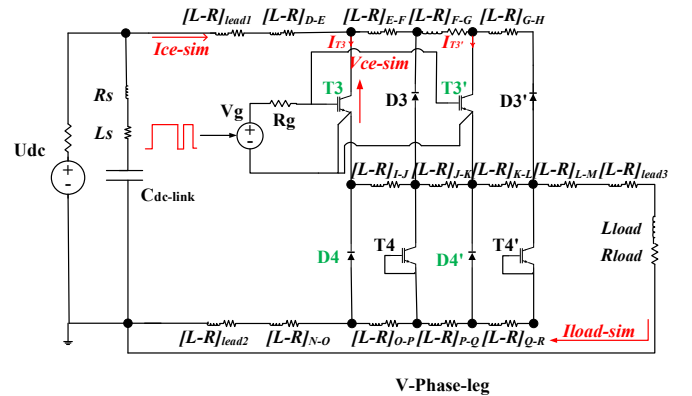 [L-R]lead1 [L-R]D-E [L-R]E-F [L-R]F-G [L-R]G-H
Ice-sim IT3 IT3'
Vce-sim
Rs T3 D3 T3' D3'
Vg
Rg
Ls
Udc
Cdc-link
[L-R]I-J [L-R]J-K [L-R]K-L [L-R]L-M [L-R]lead3
Lload
D4 T4 D4' T4' Rload
Iload-sim
[L-R]lead2 [L-R]N-O [L-R]O-P [L-R]P-Q [L-R]Q-R
V-Phase-leg